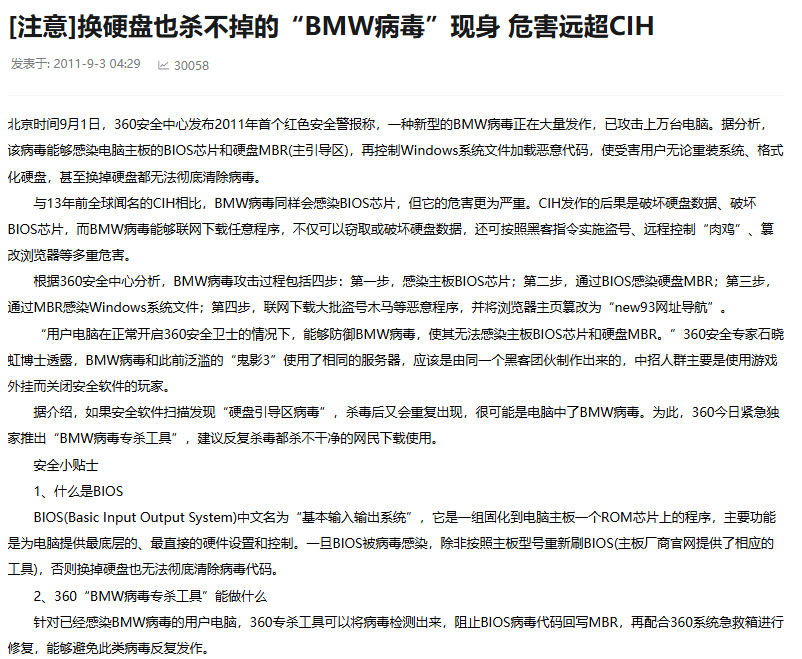 [注意]换硬盘也杀不掉的“BMW病毒”现身 危害远超CIH
发表于: 2011-9-3 04:29 30058
北京时间9月1日，360安全中心发布2011年首个红色安全警报称，一种新型的BMW病毒正在大量发作，已攻击上万台电脑。据分析，
该病毒能够感染电脑主板的BIOS芯片和硬盘MBR(主引导区)，再控制Windows系统文件加载恶意代码，使受害用户无论重装系统、格式
化硬盘，甚至换掉硬盘都无法彻底清除病毒。
与13年前全球闻名的CIH相比，BMW病毒同样会感染BIOS芯片，但它的危害更为严重。CIH发作的后果是破坏硬盘数据、破坏
BIOS芯片，而BMW病毒能够联网下载任意程序，不仅可以窃取或破坏硬盘数据，还可按照黑客指令实施盗号、远程控制“肉鸡”、篡
改浏览器等多重危害。
根据360安全中心分析，BMW病毒攻击过程包括四步：第一步，感染主板BIOS芯片；第二步，通过BIOS感染硬盘MBR；第三步，
通过MBR感染Windows系统文件；第四步，联网下载大批盗号木马等恶意程序，并将浏览器主页篡改为“new93网址导航”。
“用户电脑在正常开启360安全卫士的情况下，能够防御BMW病毒，使其无法感染主板BIOS芯片和硬盘MBR。”360安全专家石晓
虹博士透露，BMW病毒和此前泛滥的“鬼影3”使用了相同的服务器，应该是由同一个黑客团伙制作出来的，中招人群主要是使用游戏
外挂而关闭安全软件的玩家。
据介绍，如果安全软件扫描发现“硬盘引导区病毒”，杀毒后又会重复出现，很可能是电脑中了BMW病毒。为此，360今日紧急独
家推出“BMW病毒专杀工具”，建议反复杀毒都杀不干净的网民下载使用。
安全小贴士
1、什么是BIOS
BIOS(Basic Input Output System)中文名为“基本输入输出系统”，它是一组固化到电脑主板一个ROM芯片上的程序，主要功能
是为电脑提供最底层的、最直接的硬件设置和控制。一旦BIOS被病毒感染，除非按照主板型号重新刷BIOS(主板厂商官网提供了相应的
工具)，否则换掉硬盘也无法彻底清除病毒代码。
2、360“BMW病毒专杀工具”能做什么
针对已经感染BMW病毒的用户电脑，360专杀工具可以将病毒检测出来，阻止BIOS病毒代码回写MBR，再配合360系统急救箱进行
修复，能够避免此类病毒反复发作。